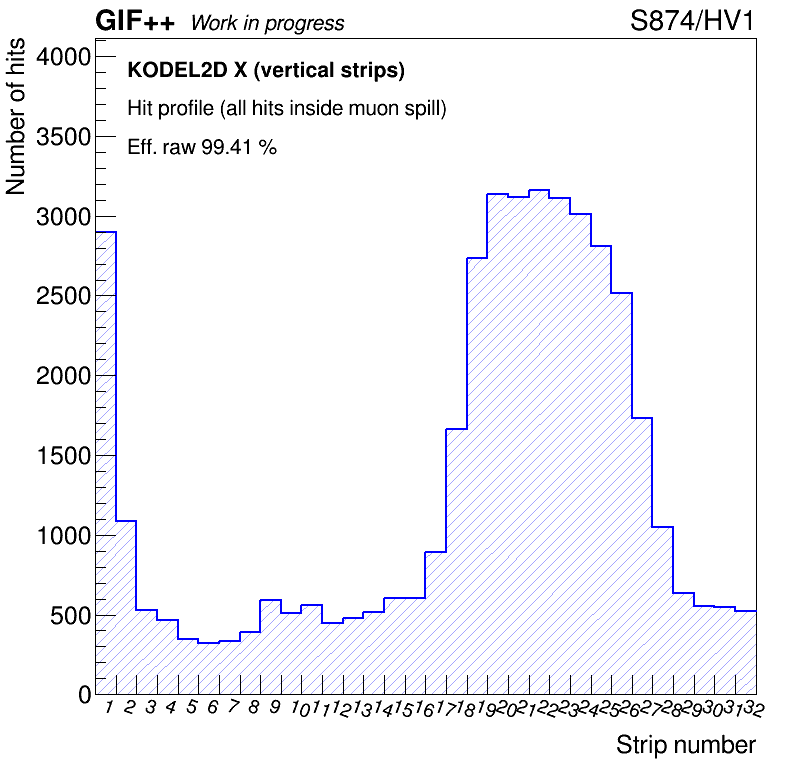 GIF++ Work in progress S874/HV1
Number of hits
KODEL2D X (vertical strips)
Hit profile (all hits inside muon spill)
Eff. raw 99.41 %
4000
3500
3000
2500
2000
1500
1000
500
0
1 2 3 4 5 6 7 8 9 10 11 12 13 14 15 16 17 18 19 20 21 22 23 24 25 26 27 28 29 30 31 32
Strip number